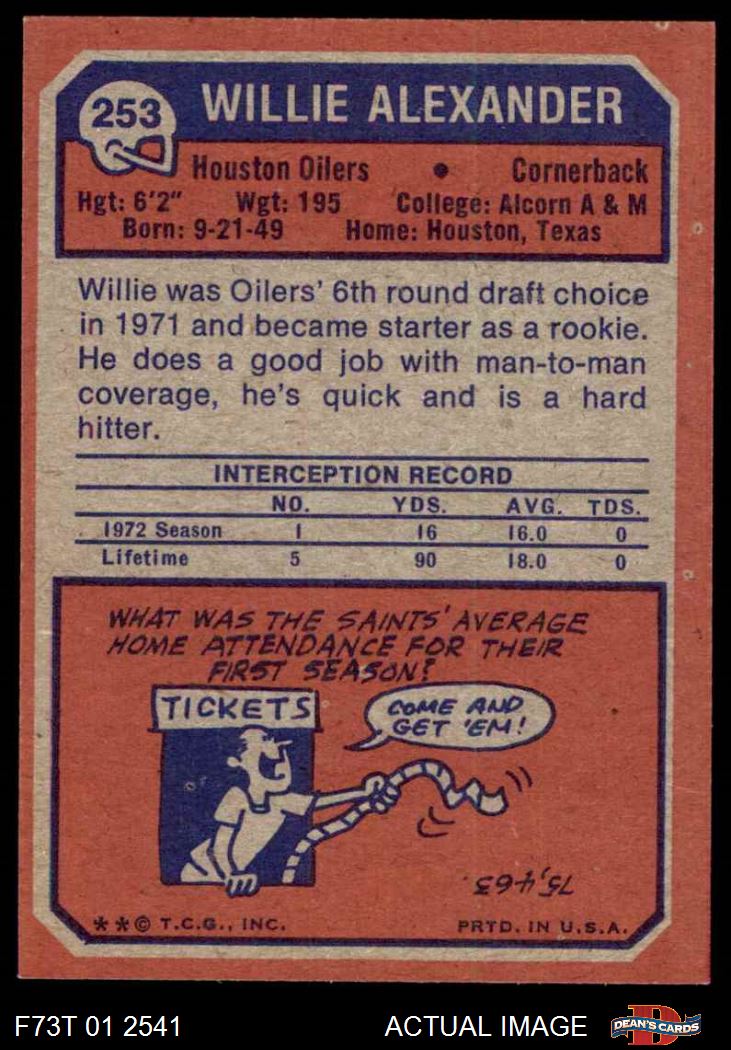 253
WILLIE ALEXANDER
Houston Oilers • Cornerback
Hgt: 6'2" Wgt: 195 College: Alcorn A & M
Born: 9-21-49 Home: Houston, Texas
Willie was Oilers' 6th round draft choice
in 1971 and became starter as a rookie.
He does a good job with man-to-man
coverage, he's quick and is a hard
hitter.
INTERCEPTION RECORD
NO. YDS. AVG. TDS.
1972 Season 1 16 16.0 0
Lifetime 5 90 18.0 0
WHAT WAS THE SAINTS' AVERAGE
HOME ATTENDANCE FOR THEIR
FIRST SEASON?
TICKETS
COME AND
GET 'EM!
75,463.
**© T.C.G., INC. PRTD. IN U.S.A.
F73T 01 2541 ACTUAL IMAGE
D
DEAN'S CARDS